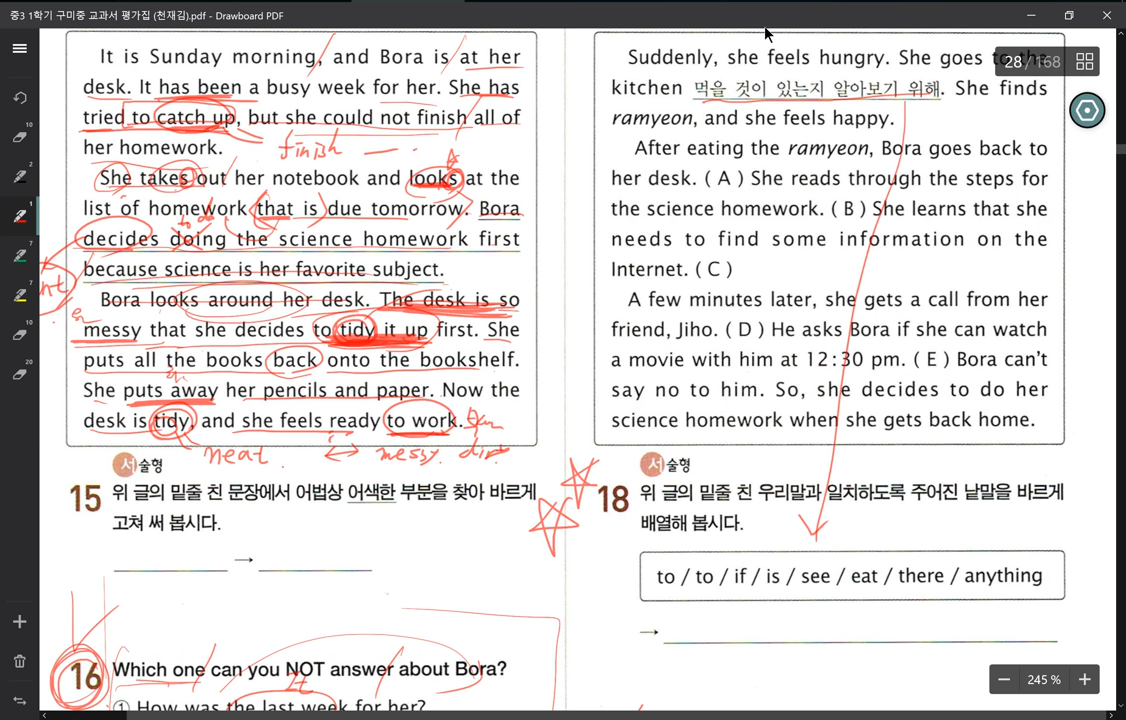 중3 1학기 구미중 교과서 평가집 (천재김).pdf - Drawboard PDF
28 / 168
It is Sunday morning, and Bora is at her
desk. It has been a busy week for her. She has
tried to catch up, but she could not finish all of
her homework.
finish
She takes out her notebook and looks at the
list of homework that is due tomorrow. Bora
decides doing the science homework first
because science is her favorite subject.
Bora looks around her desk. The desk is so
messy that she decides to tidy it up first. She
puts all the books back onto the bookshelf.
She puts away her pencils and paper. Now the
desk is tidy, and she feels ready to work.
neat. ↔ messy.
서술형
15 위 글의 밑줄 친 문장에서 어법상 어색한 부분을 찾아 바르게
고쳐 써 봅시다.
→
16 Which one can you NOT answer about Bora?
① How was the last week for her?
Suddenly, she feels hungry. She goes to the
kitchen 먹을 것이 있는지 알아보기 위해. She finds
ramyeon, and she feels happy.
After eating the ramyeon, Bora goes back to
her desk. ( A ) She reads through the steps for
the science homework. ( B ) She learns that she
needs to find some information on the
Internet. ( C )
A few minutes later, she gets a call from her
friend, Jiho. ( D ) He asks Bora if she can watch
a movie with him at 12:30 pm. ( E ) Bora can't
say no to him. So, she decides to do her
science homework when she gets back home.
서술형
18 위 글의 밑줄 친 우리말과 일치하도록 주어진 낱말을 바르게
배열해 봅시다.
to / to / if / is / see / eat / there / anything
→
245 %